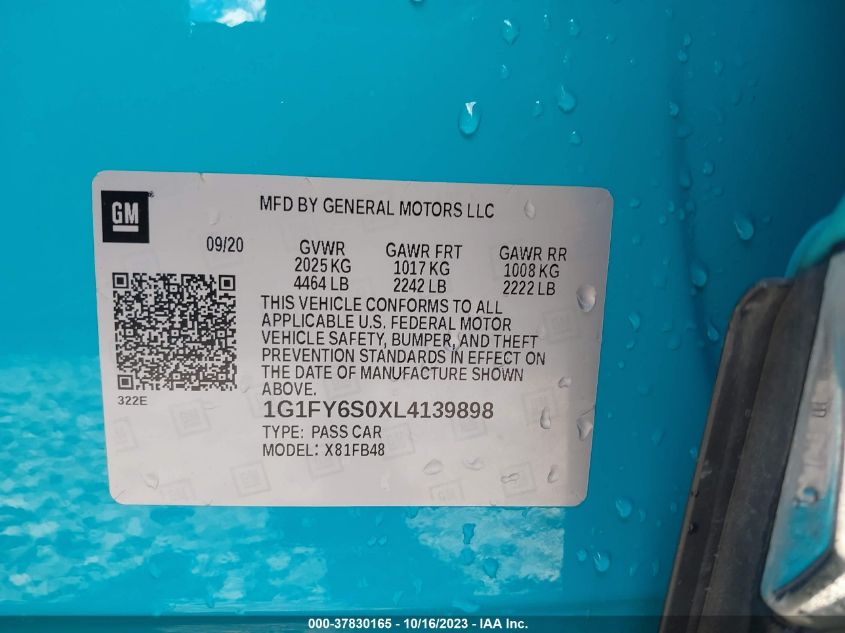 GM
MFD BY GENERAL MOTORS LLC
09/20
GVWR
2025 KG
4464 LB
GAWR FRT
1017 KG
2242 LB
GAWR RR
1008 KG
2222 LB
THIS VEHICLE CONFORMS TO ALL
APPLICABLE U.S. FEDERAL MOTOR
VEHICLE SAFETY, BUMPER, AND THEFT
PREVENTION STANDARDS IN EFFECT ON
THE DATE OF MANUFACTURE SHOWN
ABOVE.
322E
1G1FY6S0XL4139898
TYPE: PASS CAR
MODEL: X81FB48
000-37830165 - 10/16/2023 - IAA Inc.